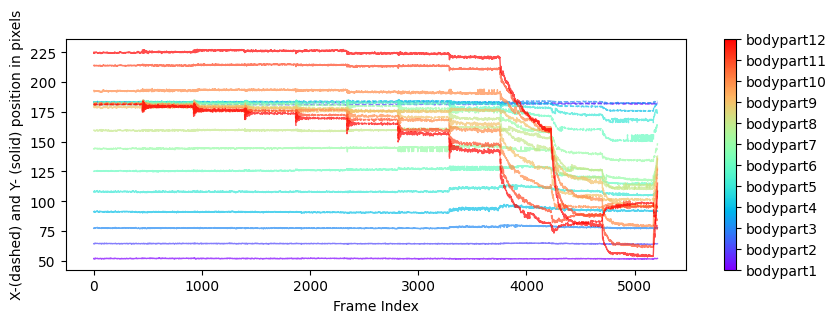 X-(dashed) and Y- (solid) position in pixels
225
200
175
150
125
100
75
50
0
1000
2000
3000
4000
5000
Frame Index
bodypart12
bodypart11
bodypart10
bodypart9
bodypart8
bodypart7
bodypart6
bodypart5
bodypart4
bodypart3
bodypart2
bodypart1